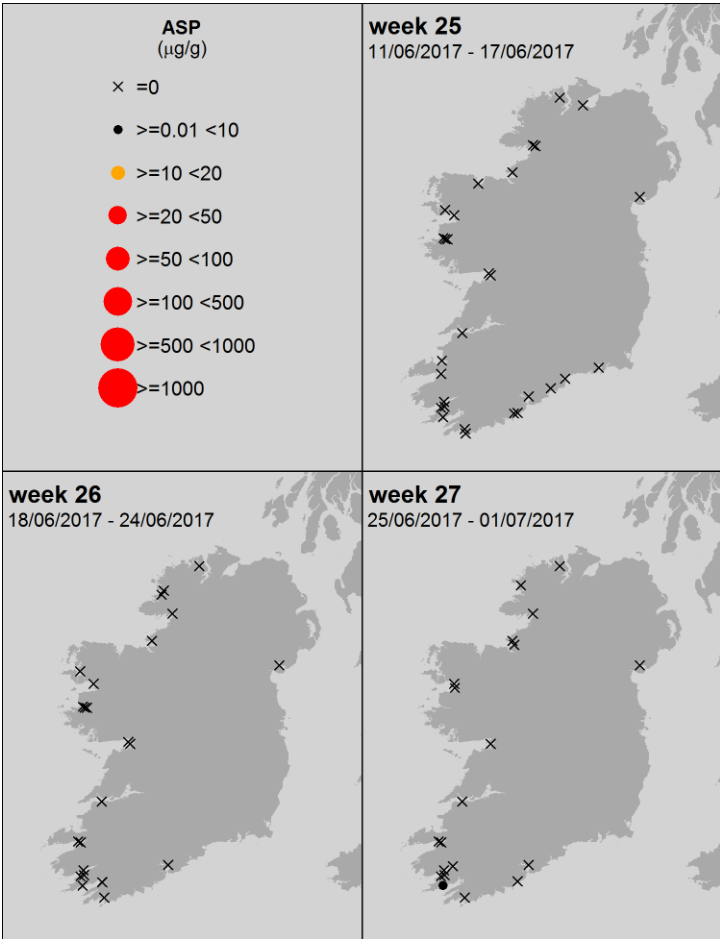 ASP
(μg/g)
=0
>=0.01 <10
>=10 <20
>=20 <50
>=50 <100
>=100 <500
>=500 <1000
>=1000
week 25
11/06/2017 - 17/06/2017
week 26
18/06/2017 - 24/06/2017
week 27
25/06/2017 - 01/07/2017